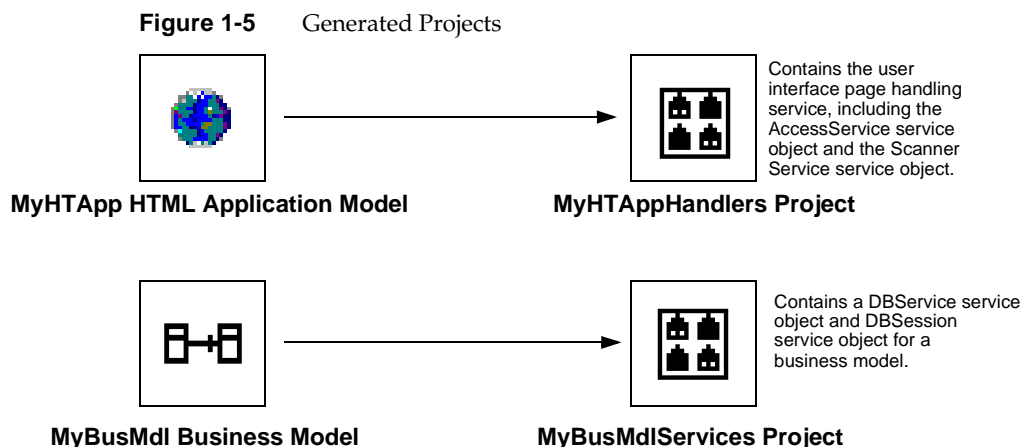 Figure 1-5 Generated Projects
Contains the user
interface page handling
service, including the
AccessService service
object and the Scanner
Service service object.
MyHTApp HTML Application Model
MyHTAppHandlers Project
Contains a DBService service
object and DBSession
service object for a
business model.
MyBusMdl Business Model
MyBusMdlServices Project